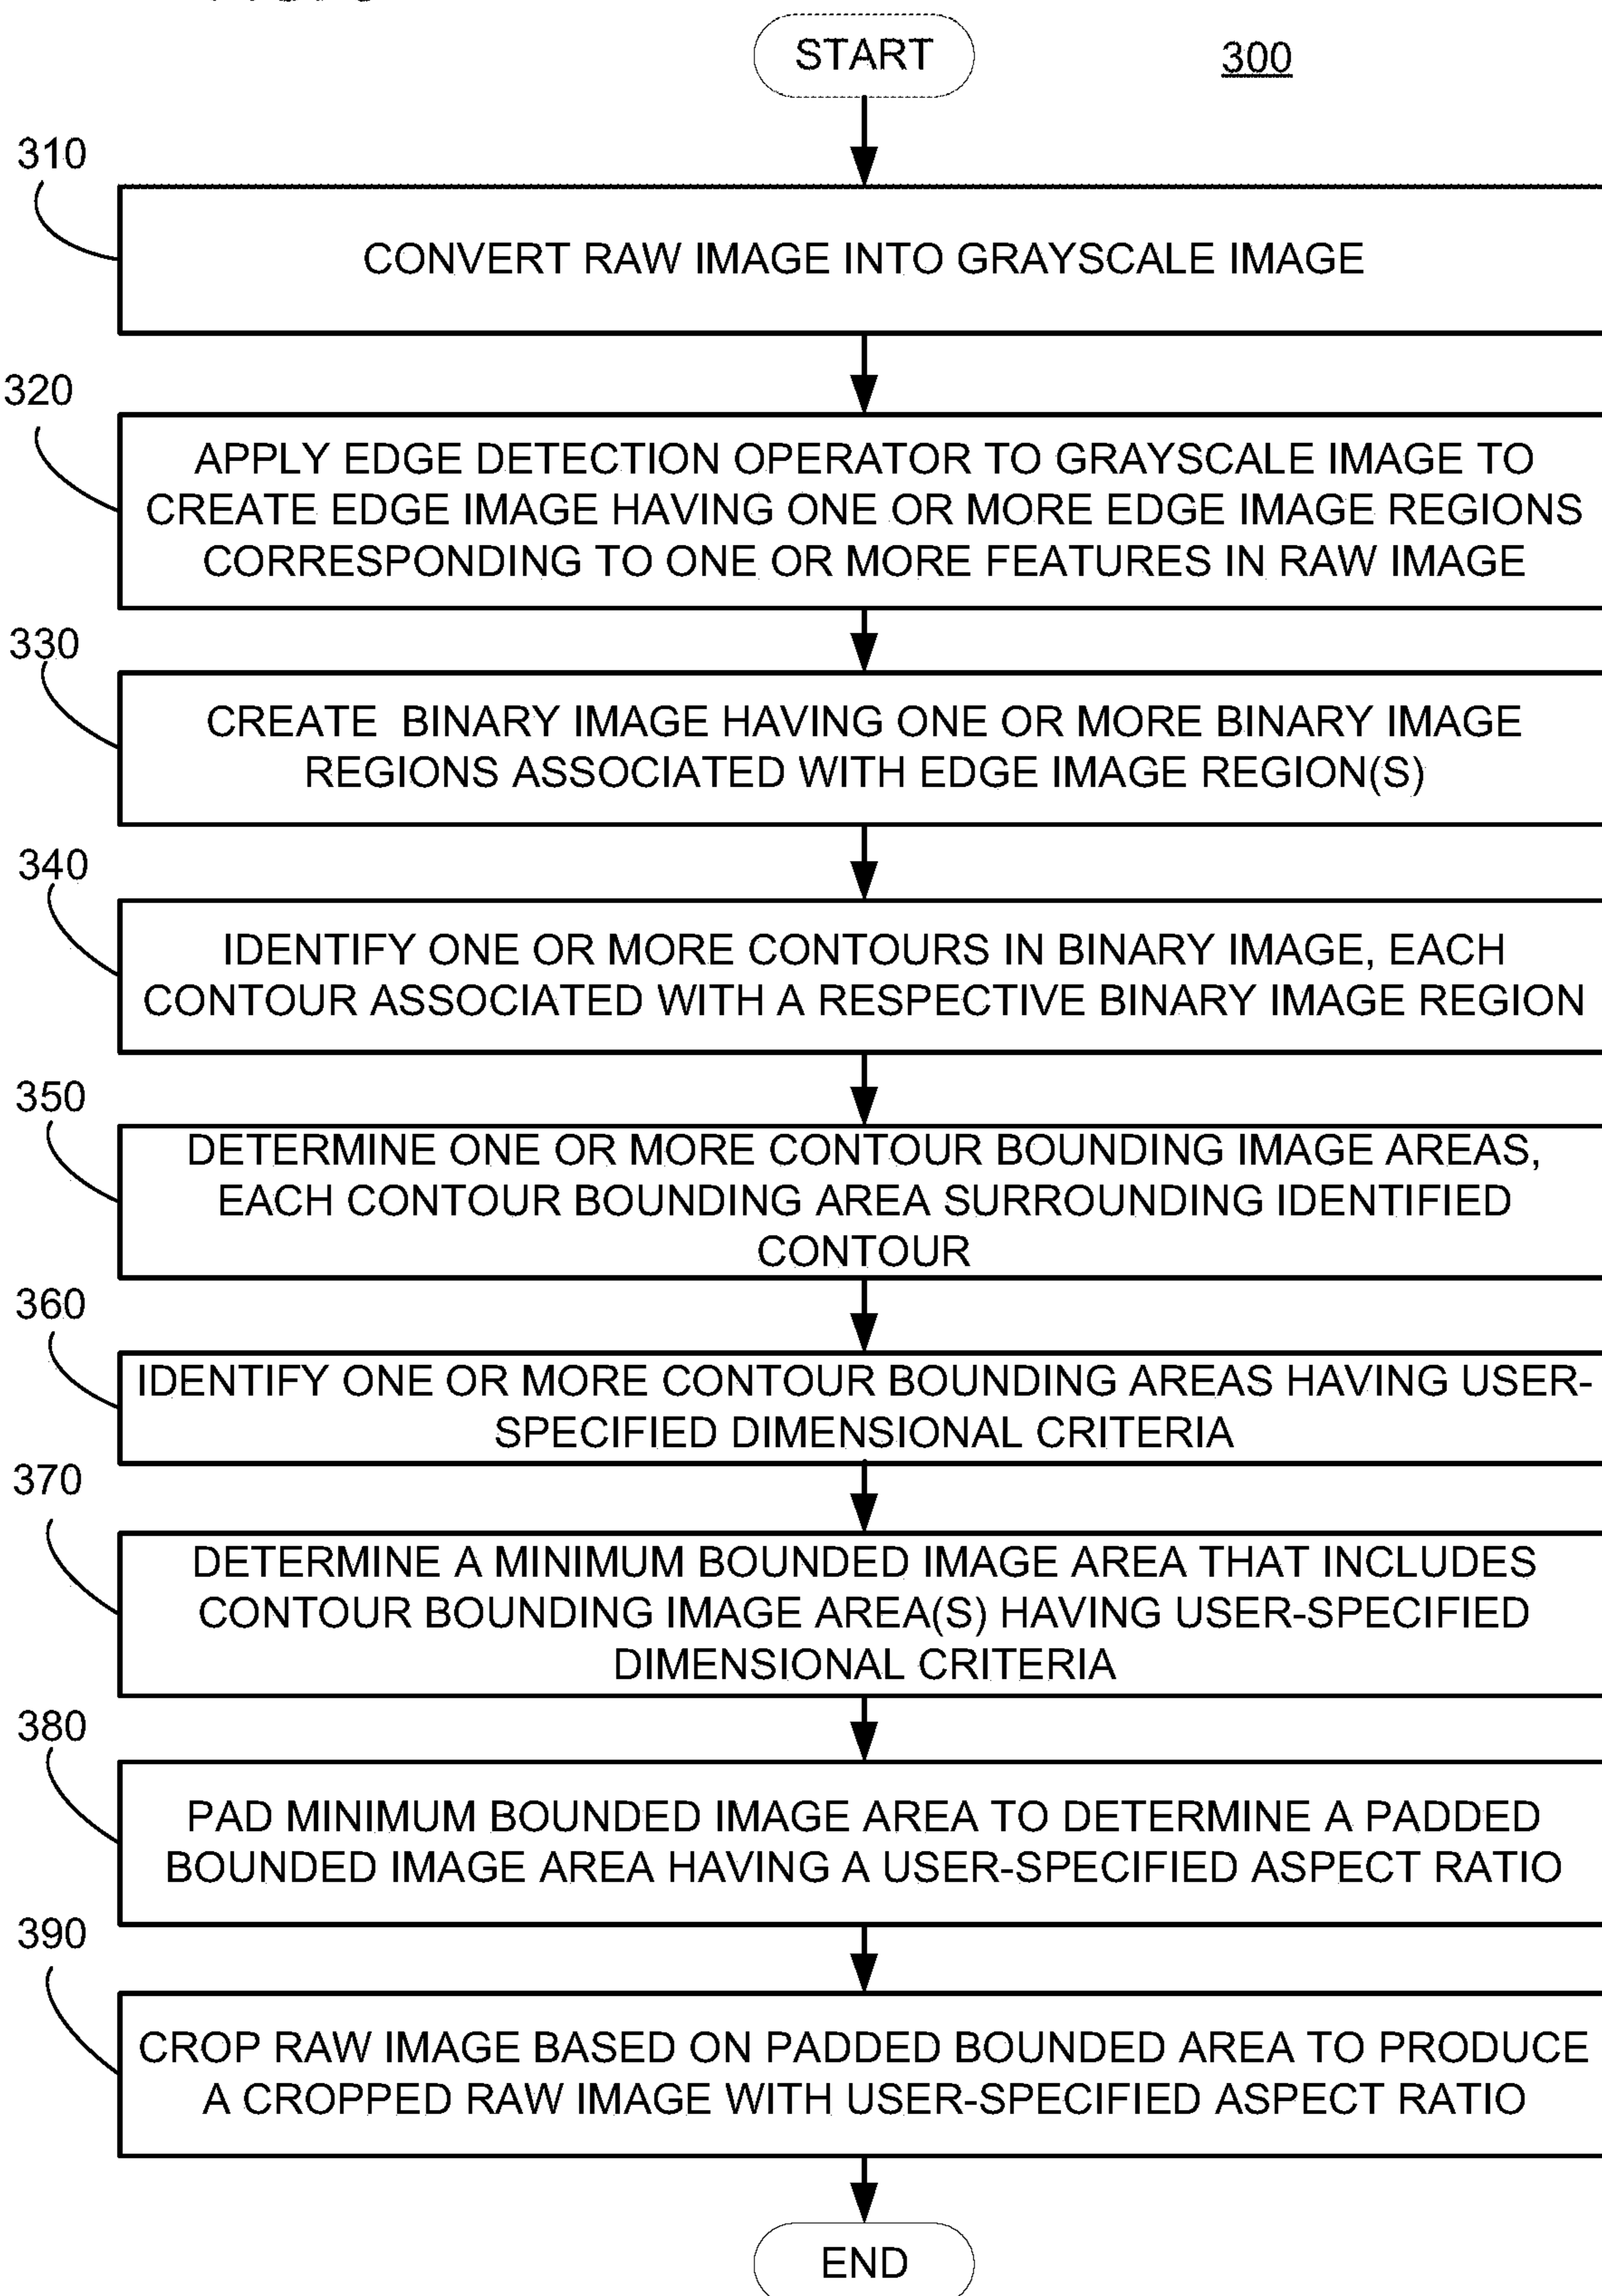 START
300
310
CONVERT RAW IMAGE INTO GRAYSCALE IMAGE
320
APPLY EDGE DETECTION OPERATOR TO GRAYSCALE IMAGE TO
CREATE EDGE IMAGE HAVING ONE OR MORE EDGE IMAGE REGIONS
CORRESPONDING TO ONE OR MORE FEATURES IN RAW IMAGE
330
CREATE BINARY IMAGE HAVING ONE OR MORE BINARY IMAGE
REGIONS ASSOCIATED WITH EDGE IMAGE REGION(S)
340
IDENTIFY ONE OR MORE CONTOURS IN BINARY IMAGE, EACH
CONTOUR ASSOCIATED WITH A RESPECTIVE BINARY IMAGE REGION
350
DETERMINE ONE OR MORE CONTOUR BOUNDING IMAGE AREAS,
EACH CONTOUR BOUNDING AREA SURROUNDING IDENTIFIED
CONTOUR
360
IDENTIFY ONE OR MORE CONTOUR BOUNDING AREAS HAVING USER-
SPECIFIED DIMENSIONAL CRITERIA
370
DETERMINE A MINIMUM BOUNDED IMAGE AREA THAT INCLUDES
CONTOUR BOUNDING IMAGE AREA(S) HAVING USER-SPECIFIED
DIMENSIONAL CRITERIA
380
PAD MINIMUM BOUNDED IMAGE AREA TO DETERMINE A PADDED
BOUNDED IMAGE AREA HAVING A USER-SPECIFIED ASPECT RATIO
390
CROP RAW IMAGE BASED ON PADDED BOUNDED AREA TO PRODUCE
A CROPPED RAW IMAGE WITH USER-SPECIFIED ASPECT RATIO
END